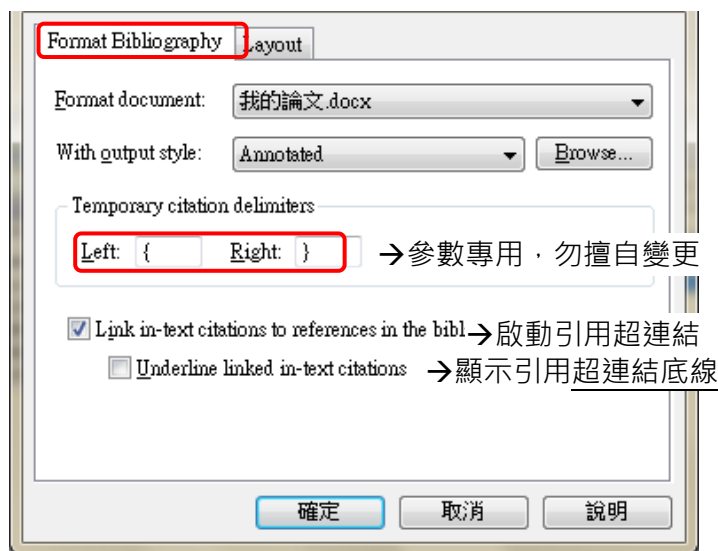 Format Bibliography Layout
Format document: 我的論文.docx
With output style: Annotated Browse...
Temporary citation delimiters
Left: { Right: } →參數專用，勿擅自變更
Link in-text citations to references in the bibl→啟動引用超連結
Underline linked in-text citations →顯示引用超連結底線
確定 取消 說明